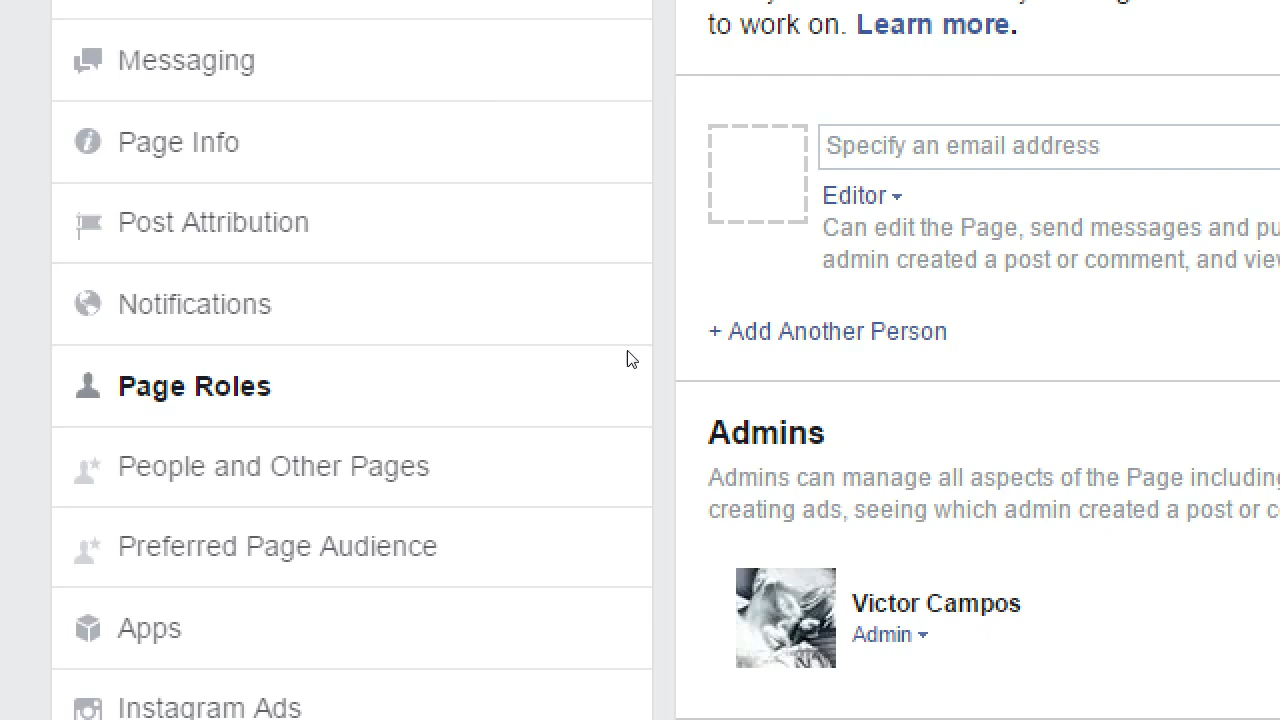 Messaging
Page Info
Post Attribution
Notifications
Page Roles
People and Other Pages
Preferred Page Audience
Apps
Instagram Ads
to work on. Learn more.
Specify an email address
Editor
Can edit the Page, send messages and
admin created a post or comment, and
+ Add Another Person
Admins
Admins can manage all aspects of the Page including
creating ads, seeing which admin created a post or
Victor Campos
Admin